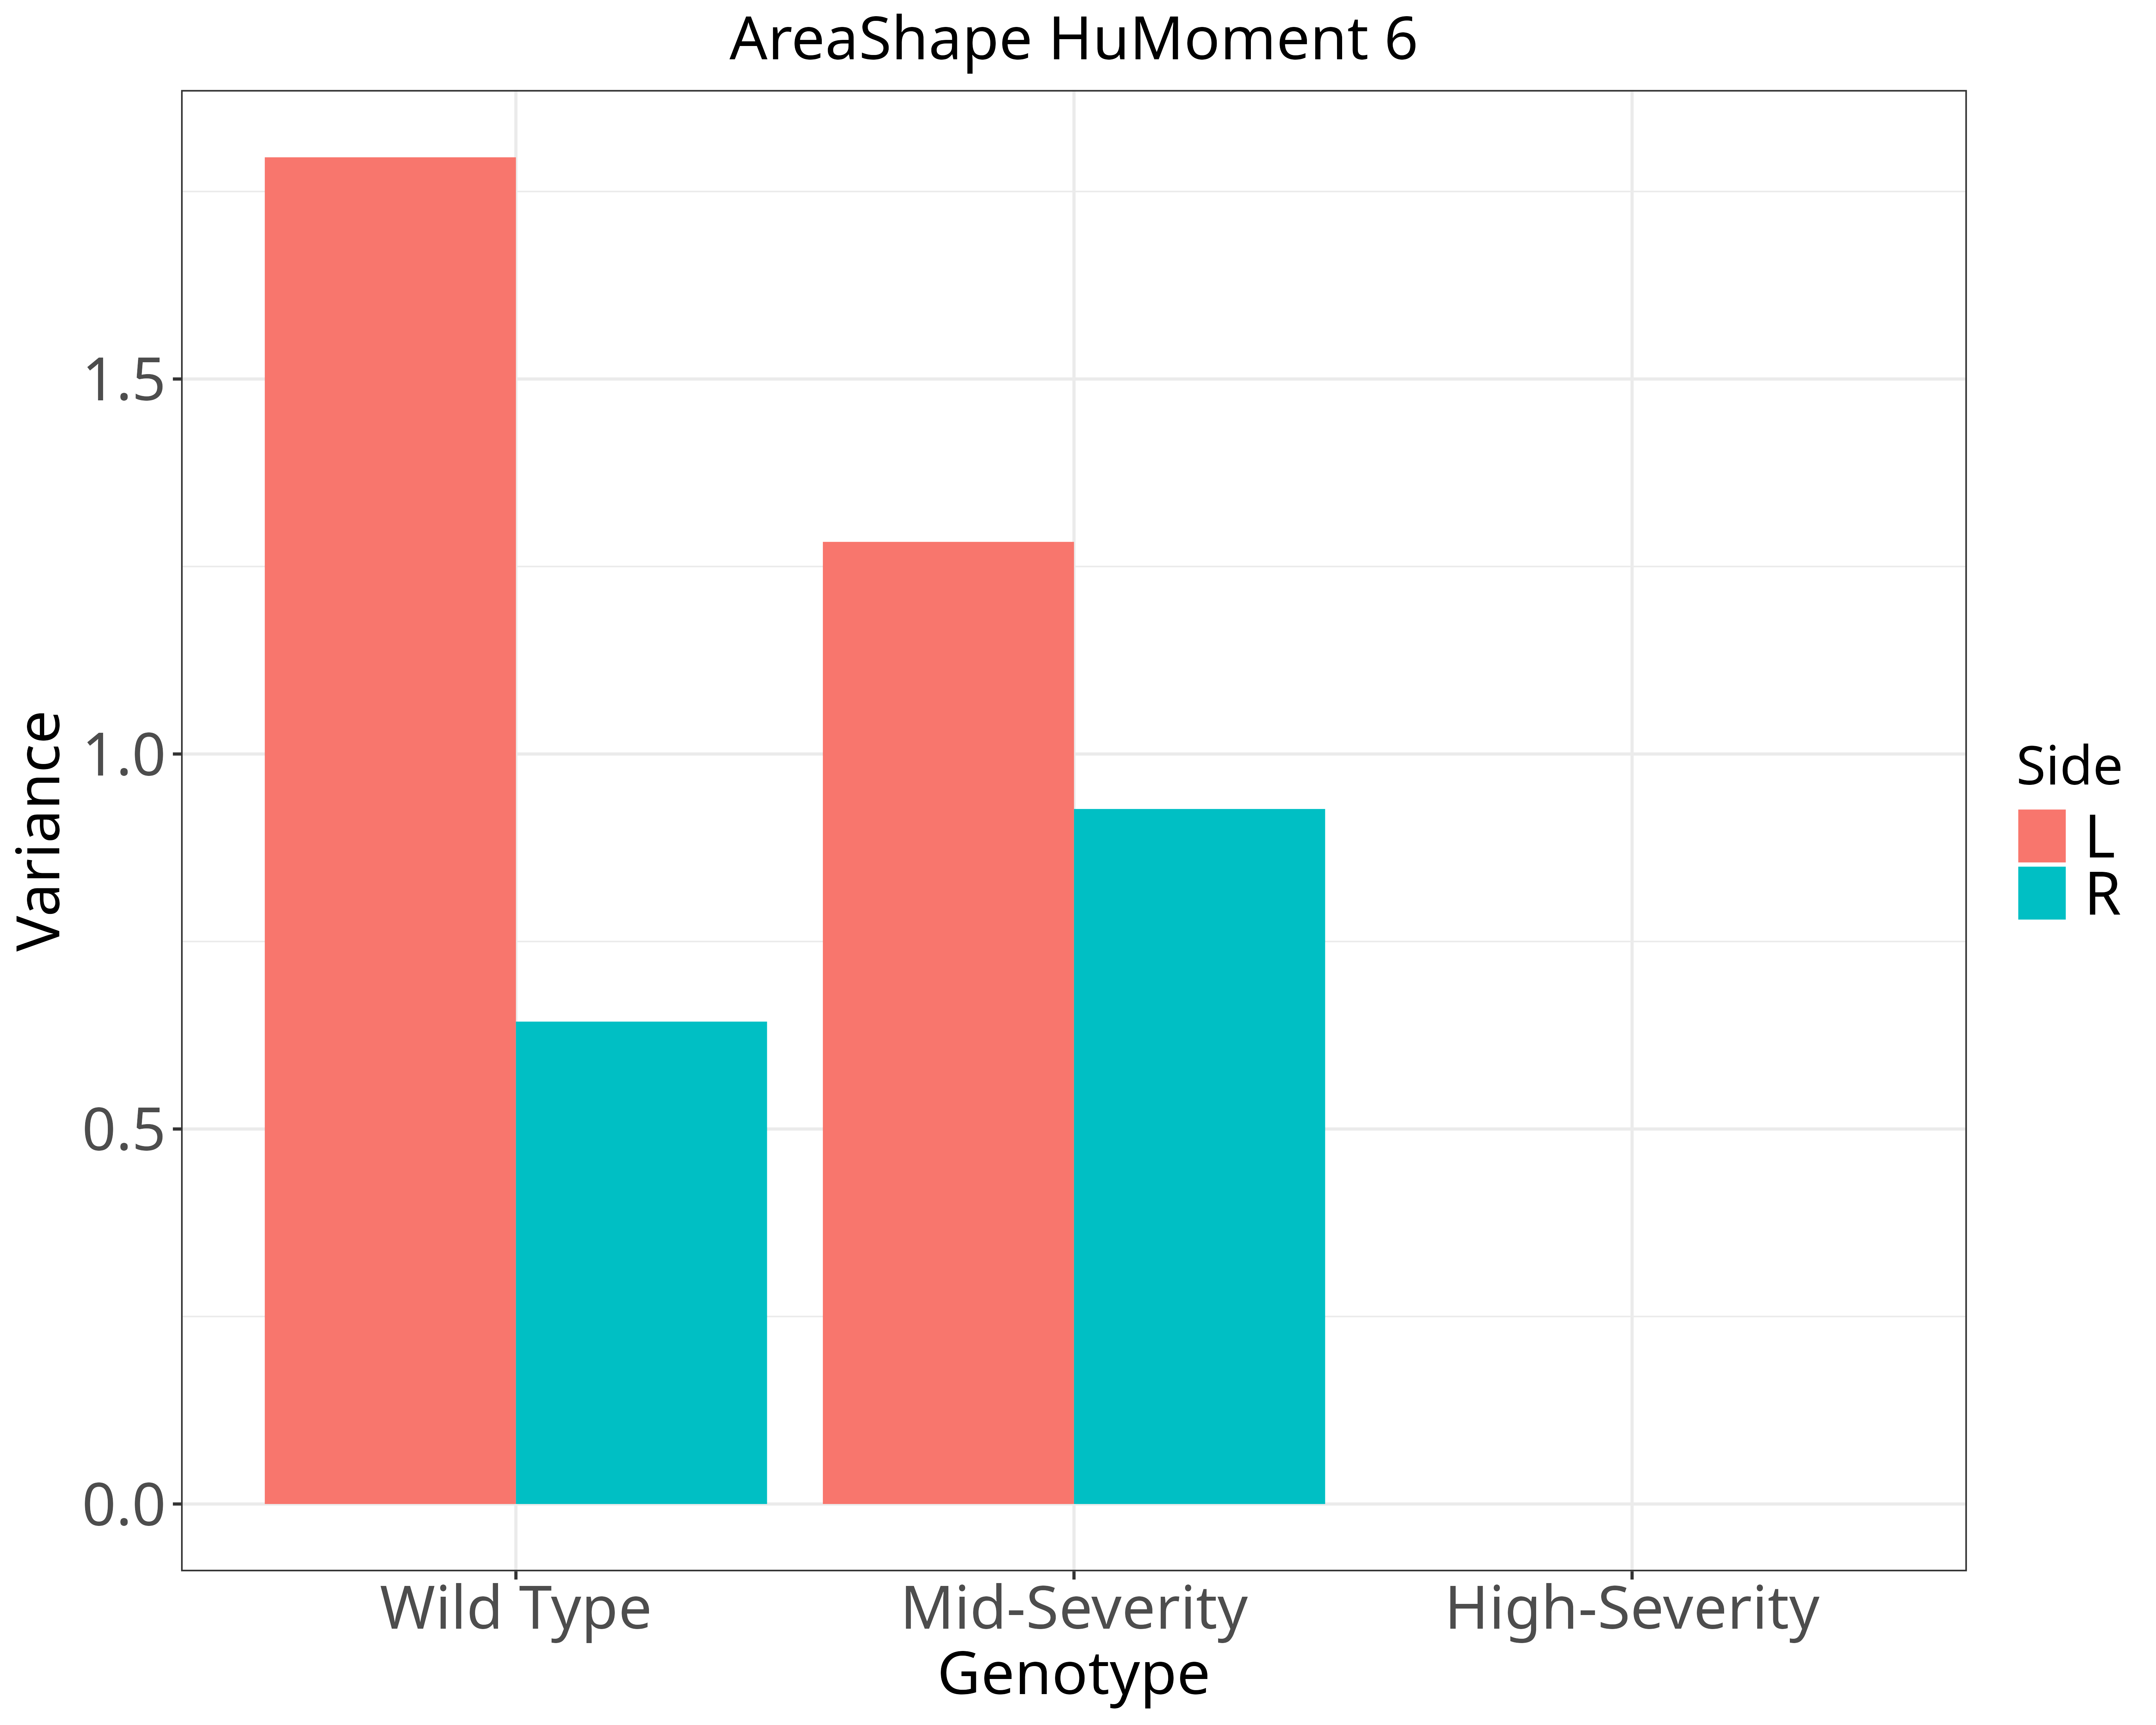 AreaShape HuMoment 6
Variance
1.5
1.0
0.5
0.0
Wild Type
Mid-Severity
High-Severity
Genotype
Side
L
R